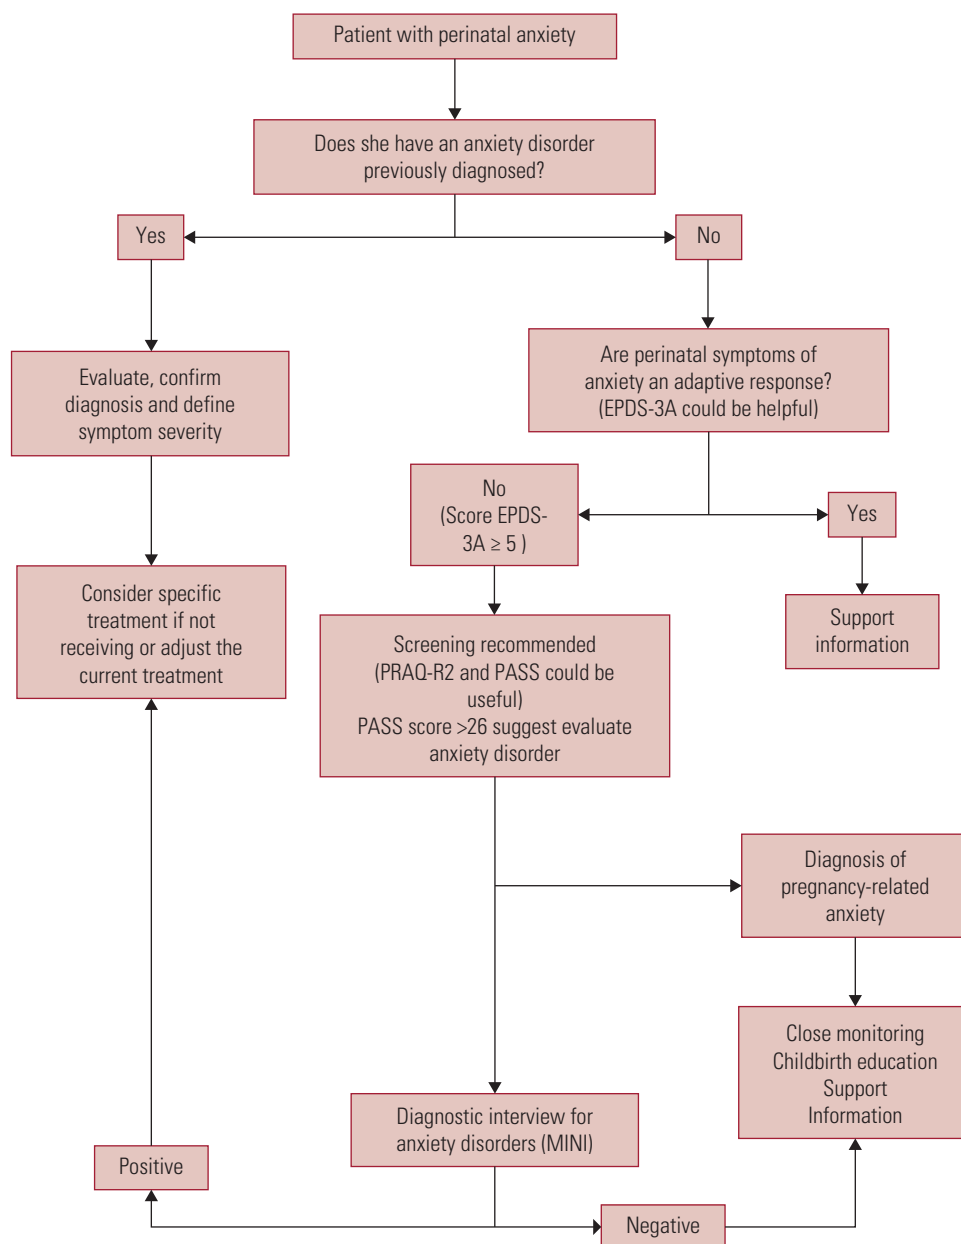 Patient with perinatal anxiety
Does she have an anxiety disorder
previously diagnosed?
Yes
No
Evaluate, confirm
diagnosis and define
symptom severity
Are perinatal symptoms of
anxiety an adaptive response?
(EPDS-3A could be helpful)
No
(Score EPDS-
3A ≥ 5 )
Yes
Consider specific
treatment if not
receiving or adjust the
current treatment
Support
information
Screening recommended
(PRAQ-R2 and PASS could be
useful)
PASS score >26 suggest evaluate
anxiety disorder
Diagnosis of
pregnancy-related
anxiety
Close monitoring
Childbirth education
Support
Information
Diagnostic interview for
anxiety disorders (MINI)
Positive
Negative